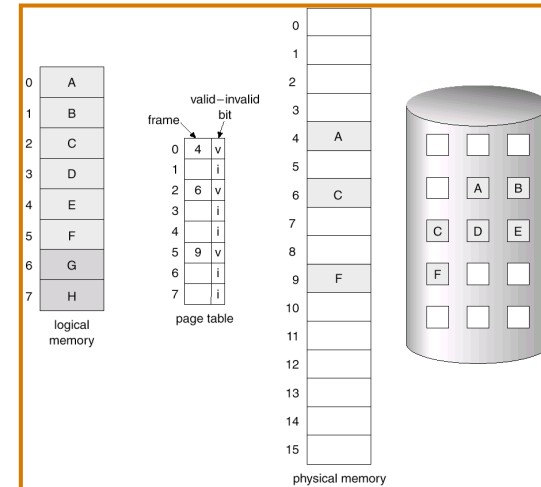 0 A
1 B
2 C
3 D
4 E
5 F
6 G
7 H
logical
memory
valid–invalid
bit
frame
0 4 v
1 i
2 6 v
3 i
4 i
5 9 v
6 i
7 i
page table
0
1
2
3
4 A
5
6 C
7
8
9 F
10
11
12
13
14
15
physical memory
A B
C D E
F